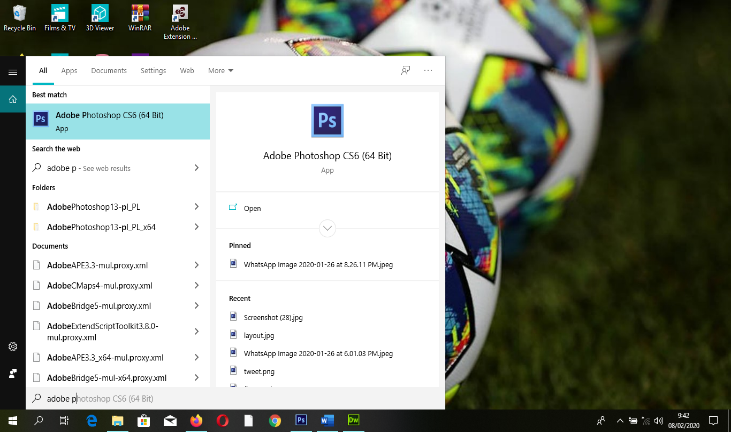 Recycle Bin
Films & TV
3D Viewer
WinRAR
Adobe
Extension ...
All
Apps
Documents
Settings
Web
More
Best match
Adobe Photoshop CS6 (64 Bit)
App
Search the web
adobe p - See web results
Folders
AdobePhotoshop13-pl_PL
AdobePhotoshop13-pl_PL_x64
Documents
AdobeAPE3.3-mul.proxy.xml
AdobeCMaps4-mul.proxy.xml
AdobeBridge5-mul.proxy.xml
AdobeExtendScriptToolkit3.8.0-
mul.proxy.xml
AdobeAPE3.3_x64-mul.proxy.xml
AdobeBridge5-mul-x64.proxy.xml
Ps
Adobe Photoshop CS6 (64 Bit)
App
Open
Pinned
WhatsApp Image 2020-01-26 at 8.26.11 PM.jpeg
Recent
Screenshot (28).jpg
layout.jpg
WhatsApp Image 2020-01-26 at 6.01.03 PM.jpeg
tweet.png
adobe photoshop CS6 (64 Bit)
Ps
Dw
9:42
08/02/2020